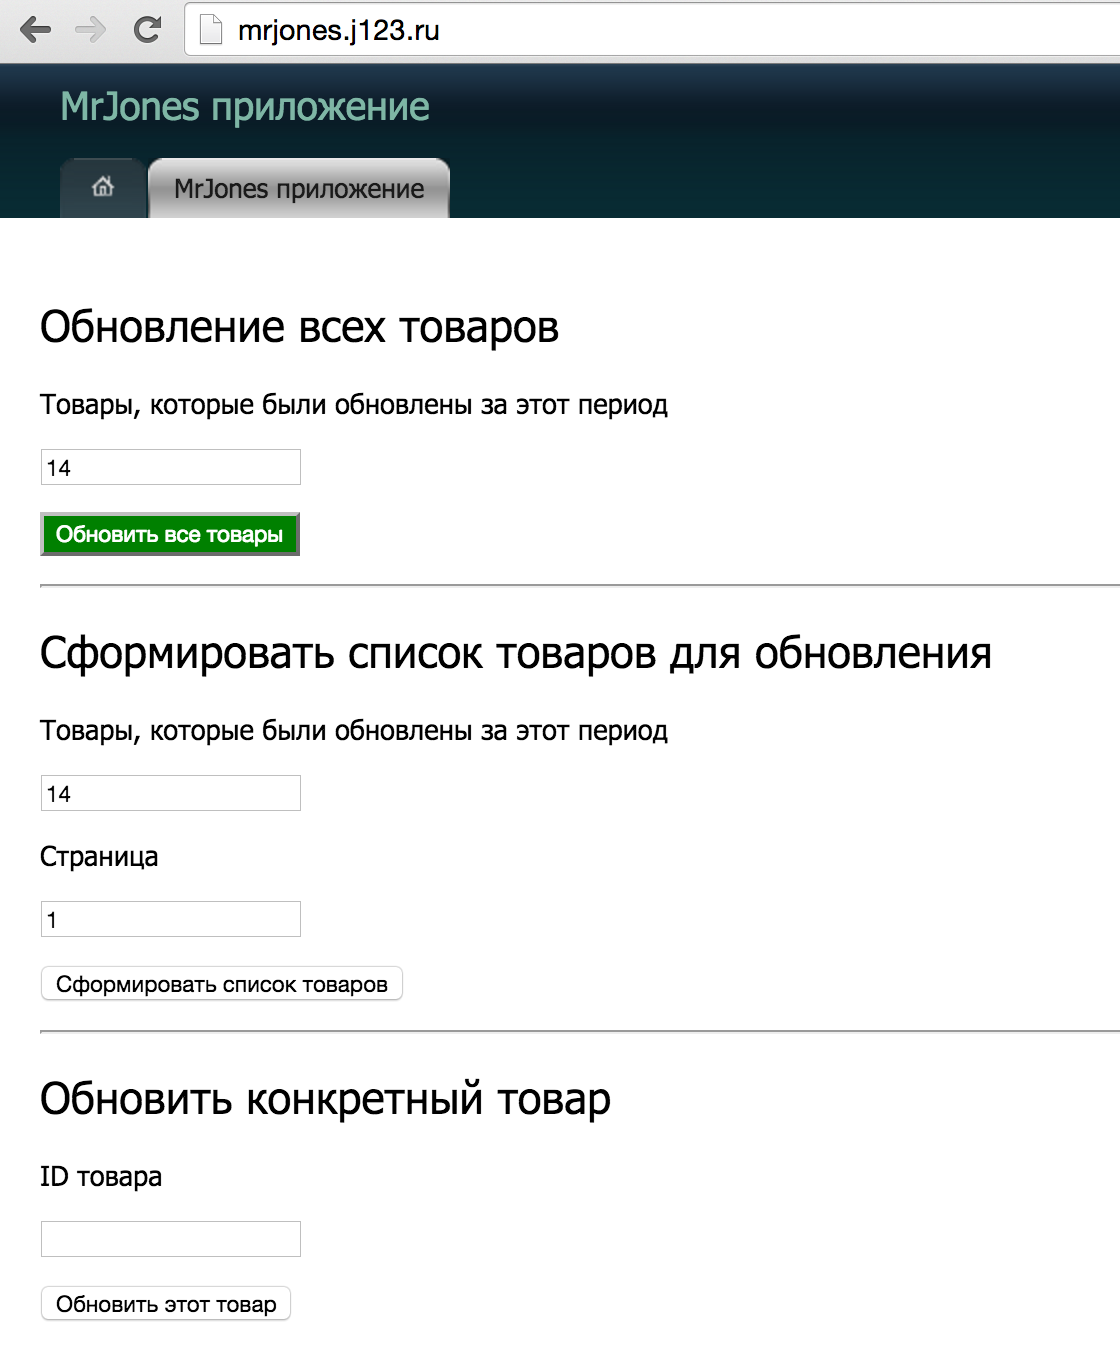 mrjones.j123.ru
MrJones приложение
MrJones приложение
Обновление всех товаров
Товары, которые были обновлены за этот период
14
Обновить все товары
Сформировать список товаров для обновления
Товары, которые были обновлены за этот период
14
Страница
1
Сформировать список товаров
Обновить конкретный товар
ID товара
Обновить этот товар